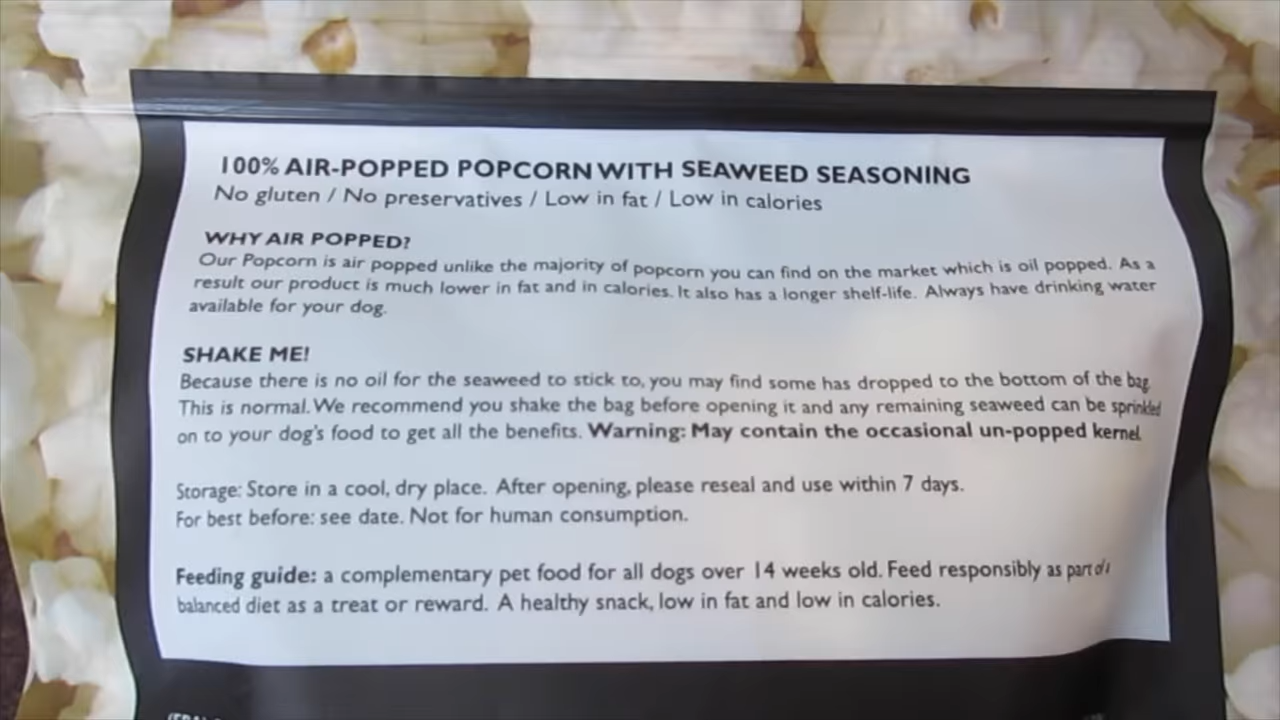 100% AIR-POPPED POPCORN WITH SEAWEED SEASONING
No gluten / No preservatives / Low in fat / Low in calories
WHY AIR POPPED?
Our Popcorn is air popped unlike the majority of popcorn you can find on the market which is oil popped. As a
result our product is much lower in fat and in calories. It also has a longer shelf-life. Always have drinking water
available for your dog.
SHAKE ME!
Because there is no oil for the seaweed to stick to, you may find some has dropped to the bottom of the bag.
This is normal. We recommend you shake the bag before opening it and any remaining seaweed can be sprinkled
on to your dog's food to get all the benefits. Warning: May contain the occasional un-popped kernel.
Storage: Store in a cool, dry place. After opening, please reseal and use within 7 days.
For best before: see date. Not for human consumption.
Feeding guide: a complementary pet food for all dogs over 14 weeks old. Feed responsibly as part of
balanced diet as a treat or reward. A healthy snack, low in fat and low in calories.